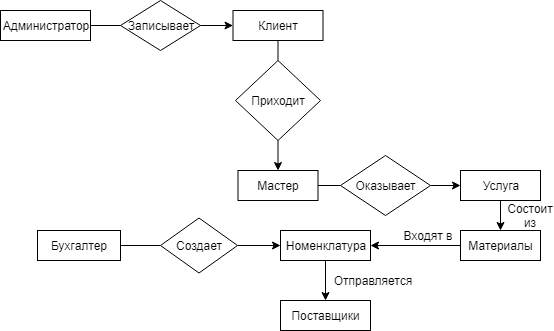 Администратор
Записывает
Клиент
Приходит
Мастер
Оказывает
Услуга
Состоит
из
Бухгалтер
Создает
Номенклатура
Входят в
Материалы
Отправляется
Поставщики